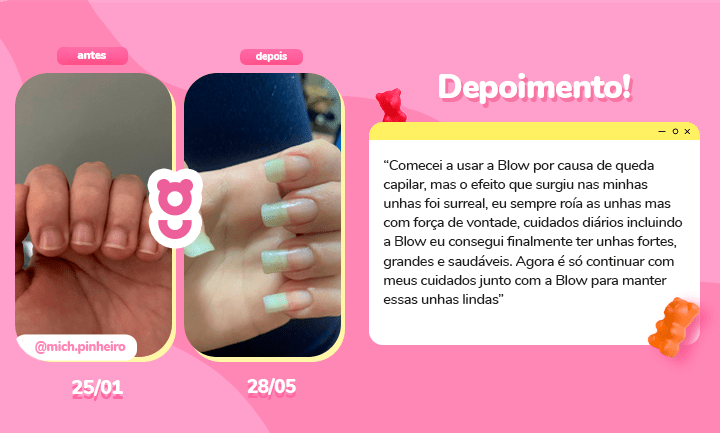 antes
depois
@mich.pinheiro
25/01
28/05
Depoimento!
“Comecei a usar a Blow por causa de queda
capilar, mas o efeito que surgiu nas minhas
unhas foi surreal, eu sempre roía as unhas mas
com força de vontade, cuidados diários incluindo
a Blow eu consegui finalmente ter unhas fortes,
grandes e saudáveis. Agora é só continuar com
meus cuidados junto com a Blow para manter
essas unhas lindas”